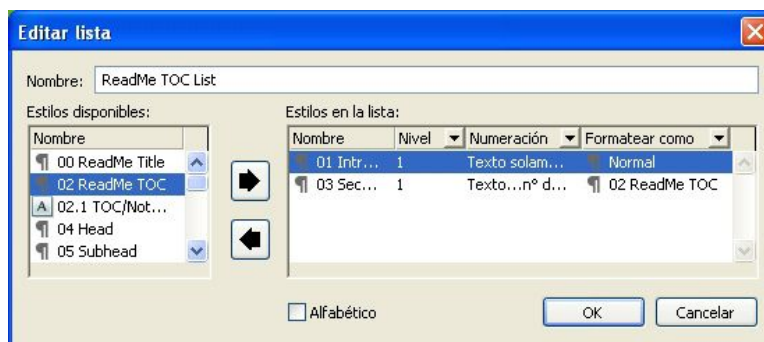 Editar lista
Nombre: ReadMe TOC List
Estilos disponibles:
Estilos en la lista:
Nombre
Nombre Nivel Numeración Formatear como
00 ReadMe Title
02 ReadMe TOC
A 02.1 TOC/Not...
04 Head
05 Subhead
01 Intr... 1 Texto solam... Normal
03 Sec... 1 Texto...n° d... 02 ReadMe TOC
Alfabético
OK
Cancelar